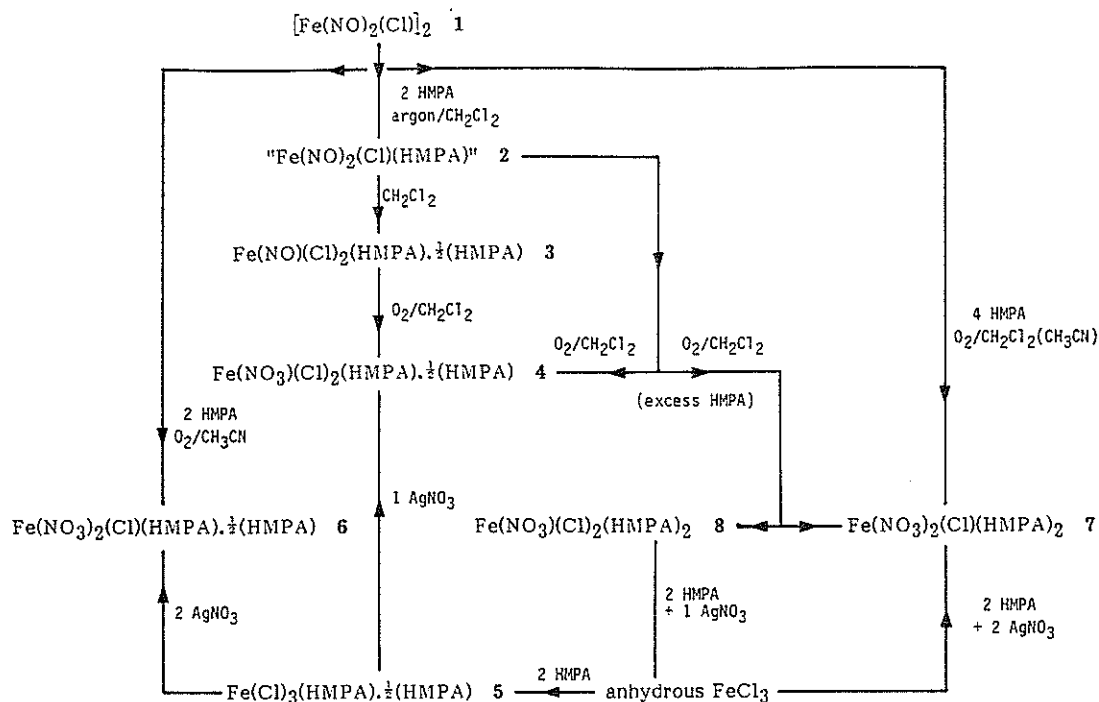 [Fe(NO)₂(Cl)]₂ 1
2 HMPA
argon/CH₂Cl₂
"Fe(NO)₂(Cl)(HMPA)" 2
CH₂Cl₂
Fe(NO)(Cl)₂(HMPA).½(HMPA) 3
O₂/CH₂Cl₂
4 HMPA
O₂/CH₂Cl₂(CH₃CN)
O₂/CH₂Cl₂ O₂/CH₂Cl₂
Fe(NO₃)(Cl)₂(HMPA).½(HMPA) 4
(excess HMPA)
2 HMPA
O₂/CH₃CN
1 AgNO₃
Fe(NO₃)₂(Cl)(HMPA).½(HMPA) 6
Fe(NO₃)(Cl)₂(HMPA)₂ 8
Fe(NO₃)₂(Cl)(HMPA)₂ 7
2 AgNO₃
2 HMPA
+ 1 AgNO₃
2 HMPA
+ 2 AgNO₃
Fe(Cl)₃(HMPA).½(HMPA) 5
2 HMPA
anhydrous FeCl₃